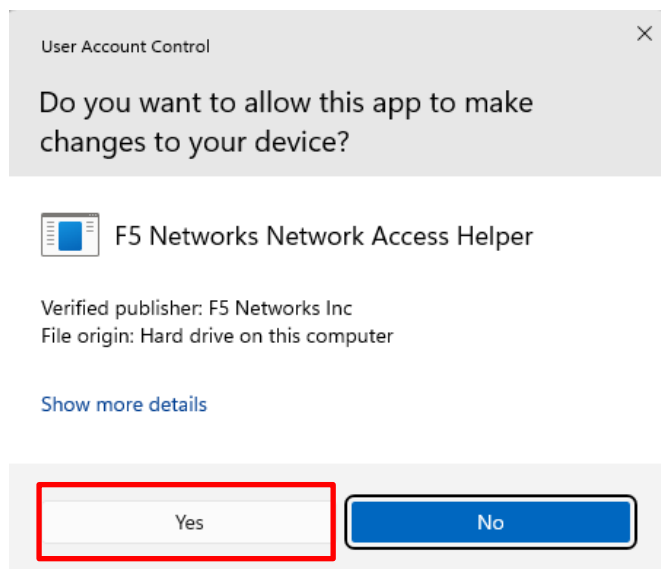 User Account Control
Do you want to allow this app to make
changes to your device?
F5 Networks Network Access Helper
Verified publisher: F5 Networks Inc
File origin: Hard drive on this computer
Show more details
Yes
No